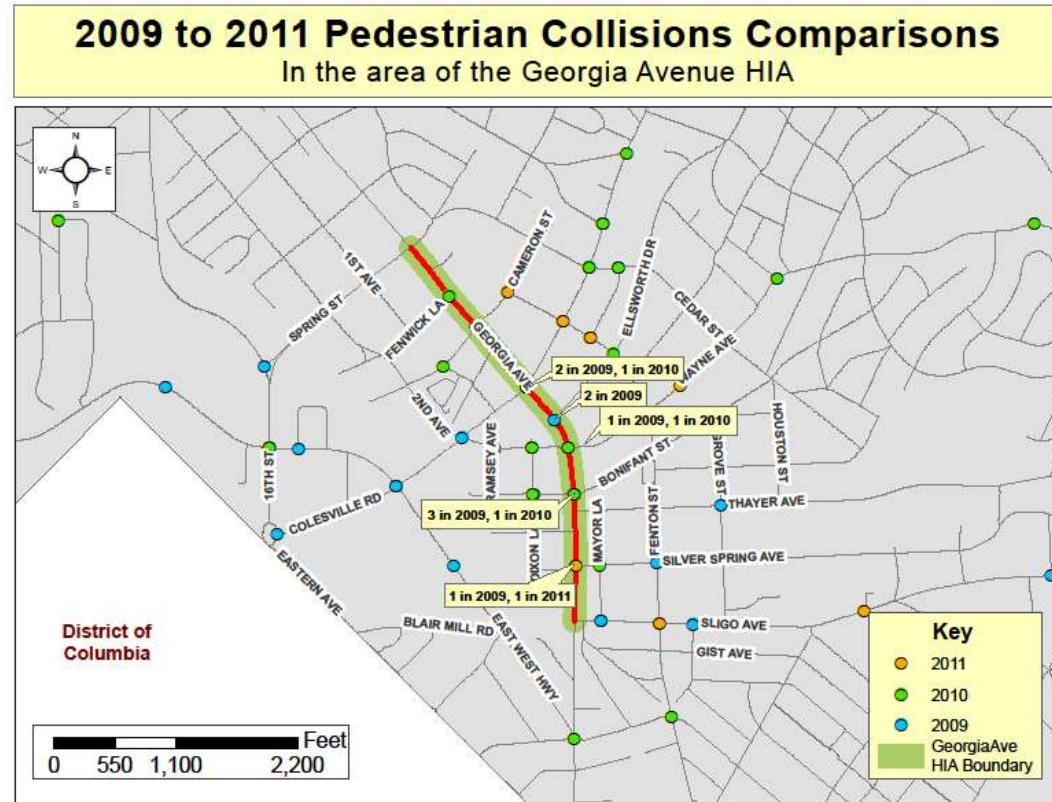 2009 to 2011 Pedestrian Collisions Comparisons
In the area of the Georgia Avenue HIA
N
W
E
S
CAMERON ST
1ST AVE
ELLSWORTH DR
SPRING ST
FENWICK LA
CEDAR ST
GEORGIA AVE
WAYNE AVE
2 in 2009, 1 in 2010
2 in 2009
1 in 2009, 1 in 2010
2ND AVE
RAMSEY AVE
HOUSTON ST
BONIFANT ST
GROVE ST
16TH ST
THAYER AVE
3 in 2009, 1 in 2010
COLESVILLE RD
MAYOR LA
FENTON ST
DIXON LA
SILVER SPRING AVE
EASTERN AVE
1 in 2009, 1 in 2011
BLAIR MILL RD
SLIGO AVE
EAST WEST HWY
GIST AVE
District of
Columbia
Key
2011
2010
2009
GeorgiaAve
HIA Boundary
Feet
0 550 1,100 2,200